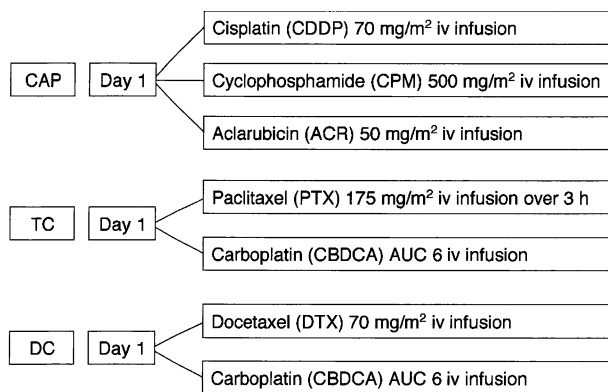 CAP
Day 1
Cisplatin (CDDP) 70 mg/m² iv infusion
Cyclophosphamide (CPM) 500 mg/m² iv infusion
Aclarubicin (ACR) 50 mg/m² iv infusion
TC
Day 1
Paclitaxel (PTX) 175 mg/m² iv infusion over 3 h
Carboplatin (CBDCA) AUC 6 iv infusion
DC
Day 1
Docetaxel (DTX) 70 mg/m² iv infusion
Carboplatin (CBDCA) AUC 6 iv infusion